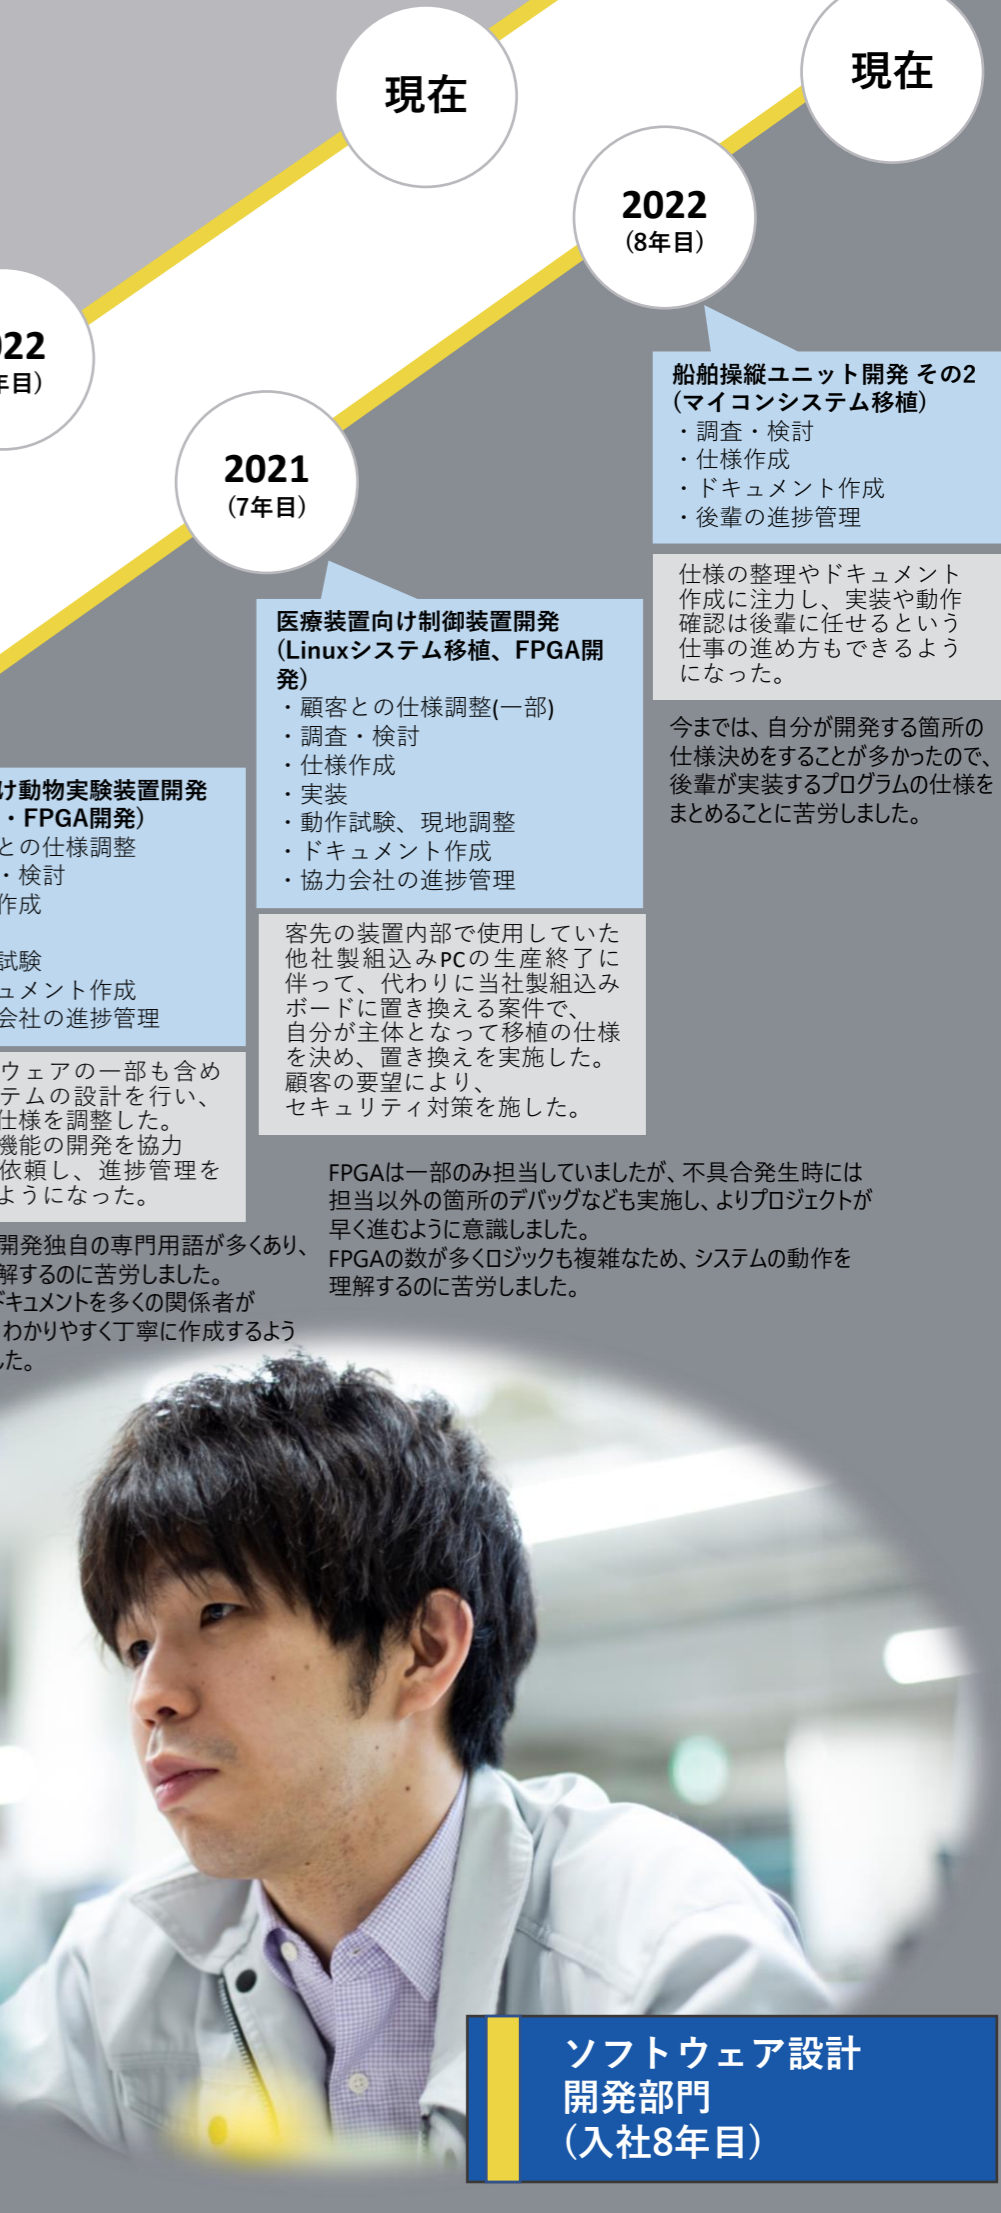 現在
現在
2022
(8年目)
022
年目)
2021
(7年目)
船舶操縦ユニット開発 その2
(マイコンシステム移植)
・調査・検討
・仕様作成
・ドキュメント作成
・後輩の進捗管理
仕様の整理やドキュメント
作成に注力し、実装や動作
確認は後輩に任せるという
仕事の進め方もできるよう
になった。
今までは、自分が開発する箇所の
仕様決めをすることが多かったので、
後輩が実装するプログラムの仕様を
まとめることに苦労しました。
医療装置向け制御装置開発
(Linuxシステム移植、FPGA開
発)
・顧客との仕様調整(一部)
・調査・検討
・仕様作成
・実装
・動作試験、現地調整
・ドキュメント作成
・協力会社の進捗管理
客先の装置内部で使用していた
他社製組込みPCの生産終了に
伴って、代わりに当社製組込み
ボードに置き換える案件で、
自分が主体となって移植の仕様
を決め、置き換えを実施した。
顧客の要望により、
セキュリティ対策を施した。
FPGAは一部のみ担当していましたが、不具合発生時には
担当以外の箇所のデバッグなども実施し、よりプロジェクトが
早く進むように意識しました。
FPGAの数が多くロジックも複雑なため、システムの動作を
理解するのに苦労しました。
け動物実験装置開発
・FPGA開発)
との仕様調整
・検討
作成
試験
ュメント作成
会社の進捗管理
ウェアの一部も含め
テムの設計を行い、
仕様を調整した。
機能の開発を協力
依頼し、進捗管理を
ようになった。
開発独自の専門用語が多くあり、
解するのに苦労しました。
ドキュメントを多くの関係者が
わかりやすく丁寧に作成するよう
した。
ソフトウェア設計
開発部門
(入社8年目)